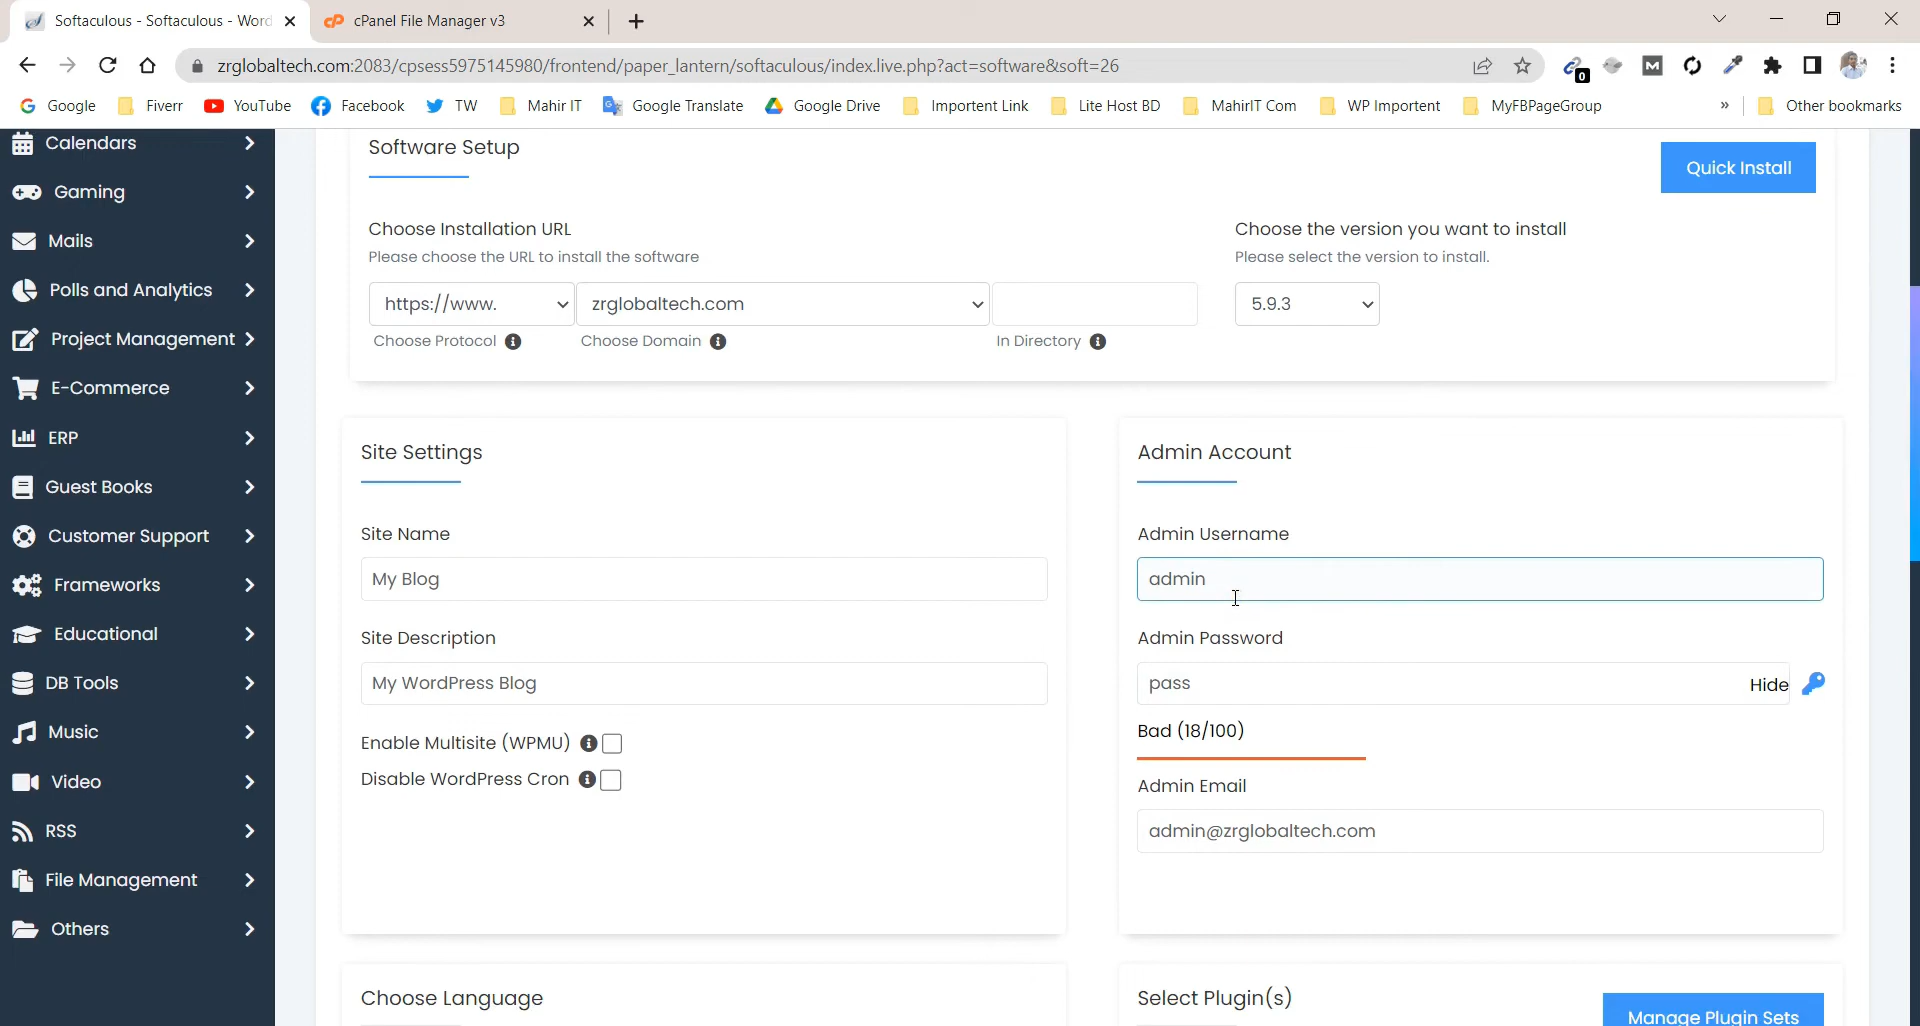 Softaculous - Softaculous - Word
cPanel File Manager v3
zrglobaltech.com:2083/cpsess5975145980/frontend/paper_lantern/softaculous/index.live.php?act=software&soft=26
0
M
Google
Fiverr
YouTube
Facebook
TW
Mahir IT
Google Translate
Google Drive
Importent Link
Lite Host BD
MahirIT Com
WP Importent
MyFBPageGroup
»
Other bookmarks
Calendars
Gaming
Mails
Polls and Analytics
Project Management
E-Commerce
ERP
Guest Books
Customer Support
Frameworks
Educational
DB Tools
Music
Video
RSS
File Management
Others
Software Setup
Quick Install
Choose Installation URL
Please choose the URL to install the software
https://www.
zrglobaltech.com
Choose Protocol
Choose Domain
In Directory
Choose the version you want to install
Please select the version to install.
5.9.3
Site Settings
Site Name
My Blog
Site Description
My WordPress Blog
Enable Multisite (WPMU)
Disable WordPress Cron
Admin Account
Admin Username
admin
Admin Password
pass
Hide
Bad (18/100)
Admin Email
admin@zrglobaltech.com
Choose Language
Select Plugin(s)
Manage Plugin Sets